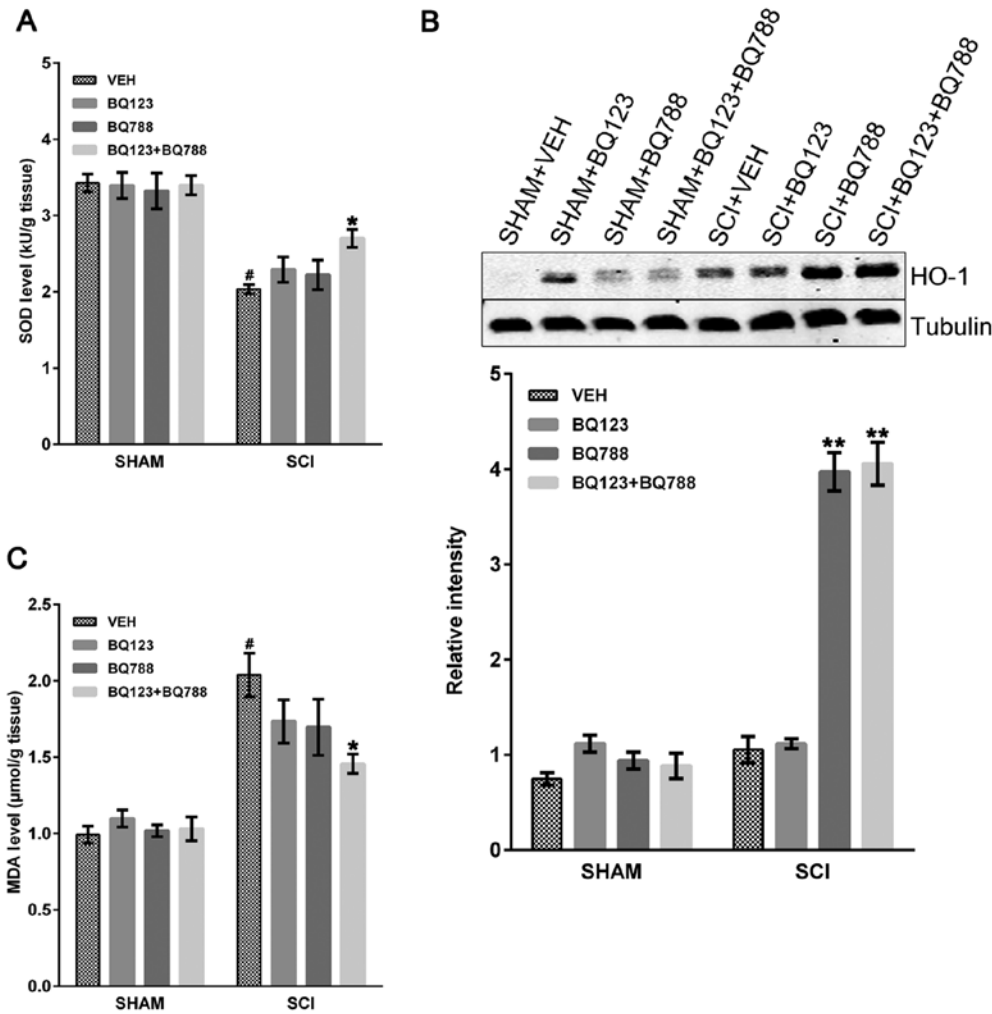 A
SOD level (kU/g tissue)
5
4
3
2
1
0
VEH
BQ123
BQ788
BQ123+BQ788
#
*
SHAM
SCI
B
SHAM+VEH
SHAM+BQ123
SHAM+BQ788
SHAM+BQ123+BQ788
SCI+VEH
SCI+BQ123
SCI+BQ788
SCI+BQ123+BQ788
HO-1
Tubulin
Relative intensity
5
4
3
2
1
0
VEH
BQ123
BQ788
BQ123+BQ788
**
**
SHAM
SCI
C
MDA level (µmol/g tissue)
2.5
2.0
1.5
1.0
0.5
0.0
VEH
BQ123
BQ788
BQ123+BQ788
#
*
SHAM
SCI